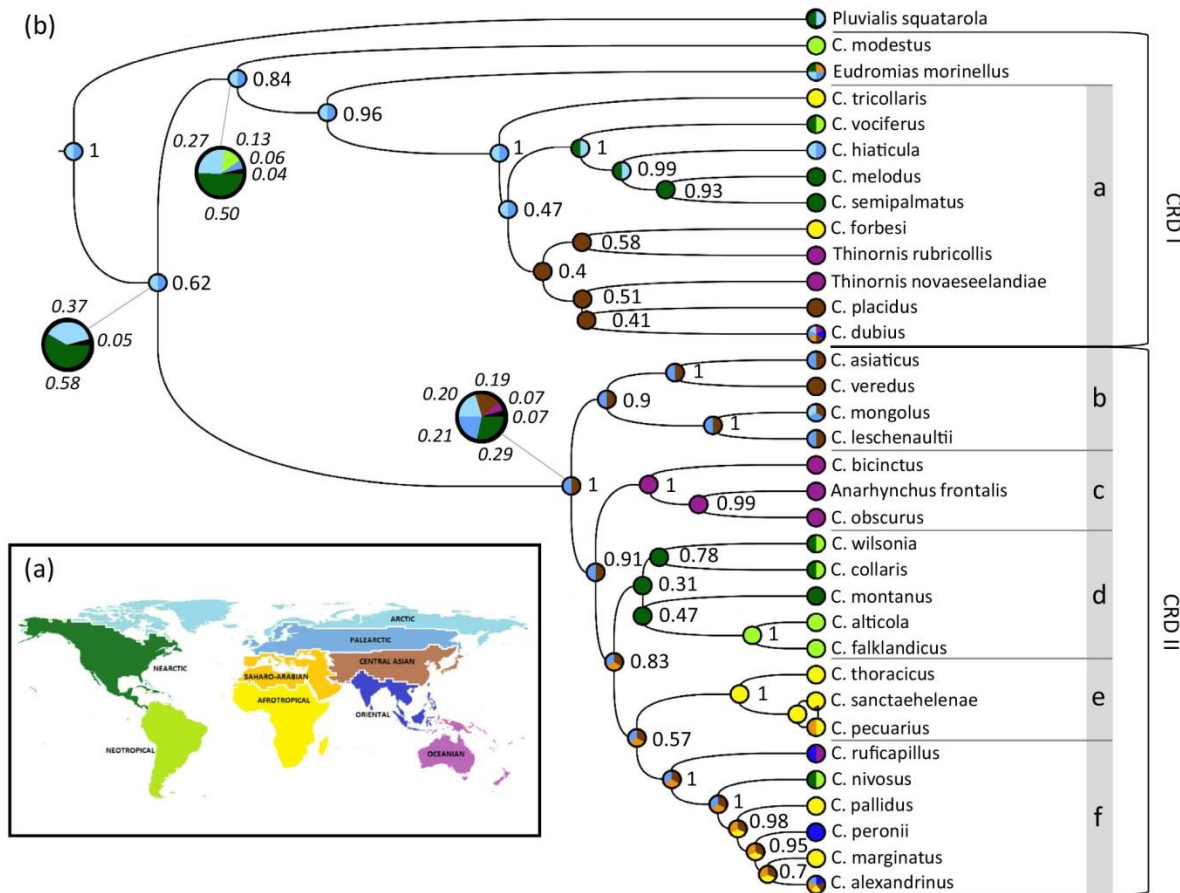 (b)
Pluvialis squatarola
C. modestus
0.84
Eudromias morinellus
0.96
C. tricollaris
0.27
0.13
0.06
0.04
0.50
C. vociferus
1
1
1
C. hiaticula
0.99
C. melodus
0.93
a
C. semipalmatus
0.47
CRD I
C. forbesi
0.58
Thinornis rubricollis
0.4
0.62
Thinornis novaeseelandiae
0.51
C. placidus
0.37
0.05
0.58
0.41
C. dubius
C. asiaticus
1
C. veredus
b
0.9
C. mongolus
1
C. leschenaultii
0.19
0.20
0.07
0.07
0.21
0.29
C. bicinctus
1
1
Anarhynchus frontalis
c
0.99
C. obscurus
C. wilsonia
0.78
0.91
C. collaris
0.31
C. montanus
d
0.47
C. alticola
1
C. falklandicus
CRD II
0.83
C. thoracicus
1
C. sanctaehelenae
e
1
C. pecuarius
0.57
C. ruficapillus
1
C. nivosus
1
C. pallidus
0.98
f
C. peronii
0.95
C. marginatus
0.7
C. alexandrinus
(a)
ARCTIC
PALEARCTIC
NEARCTIC
CENTRAL ASIAN
SAHARO-ARABIAN
AFROTROPICAL
ORIENTAL
NEOTROPICAL
OCEANIAN